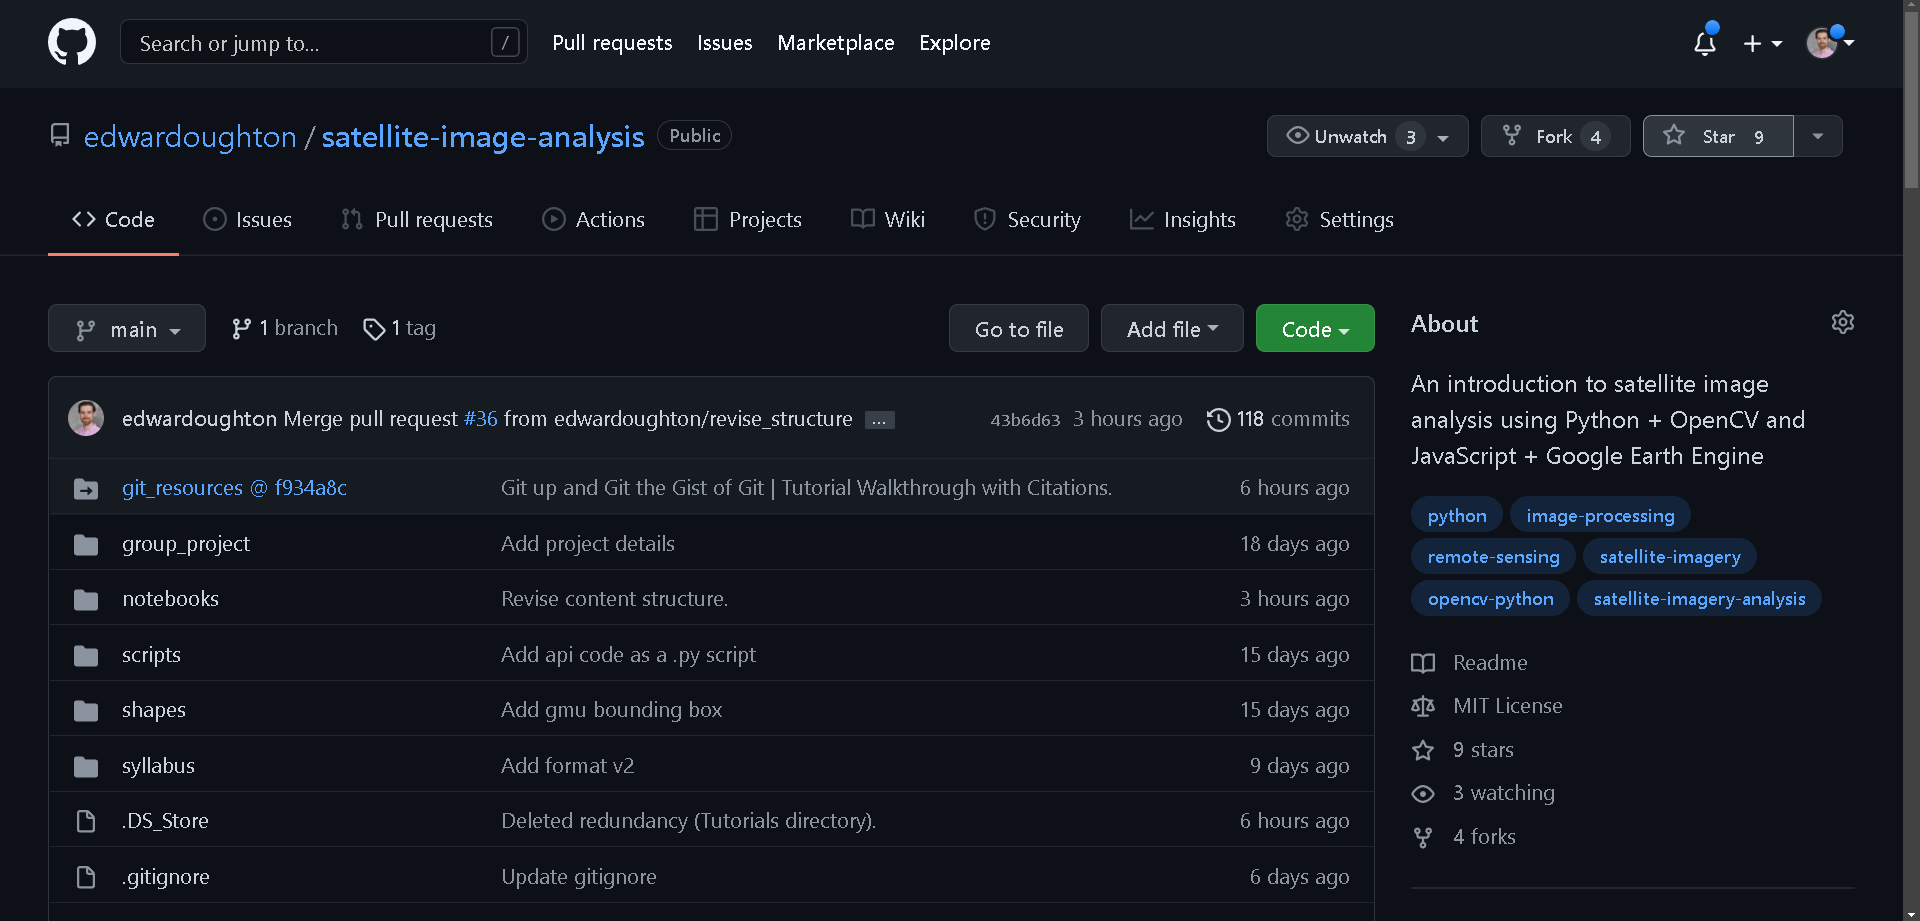 Search or jump to... / Pull requests Issues Marketplace Explore
edwardoughton / satellite-image-analysis Public Unwatch 3 Fork 4 Star 9
Code Issues Pull requests Actions Projects Wiki Security Insights Settings
main 1 branch 1 tag Go to file Add file Code
About
An introduction to satellite image
analysis using Python + OpenCV and
JavaScript + Google Earth Engine
python image-processing
remote-sensing satellite-imagery
opencv-python satellite-imagery-analysis
Readme
MIT License
9 stars
3 watching
4 forks
edwardoughton Merge pull request #36 from edwardoughton/revise_structure ... 43b6d63 3 hours ago 118 commits
git_resources @ f934a8c Git up and Git the Gist of Git | Tutorial Walkthrough with Citations. 6 hours ago
group_project Add project details 18 days ago
notebooks Revise content structure. 3 hours ago
scripts Add api code as a .py script 15 days ago
shapes Add gmu bounding box 15 days ago
syllabus Add format v2 9 days ago
.DS_Store Deleted redundancy (Tutorials directory). 6 hours ago
.gitignore Update gitignore 6 days ago